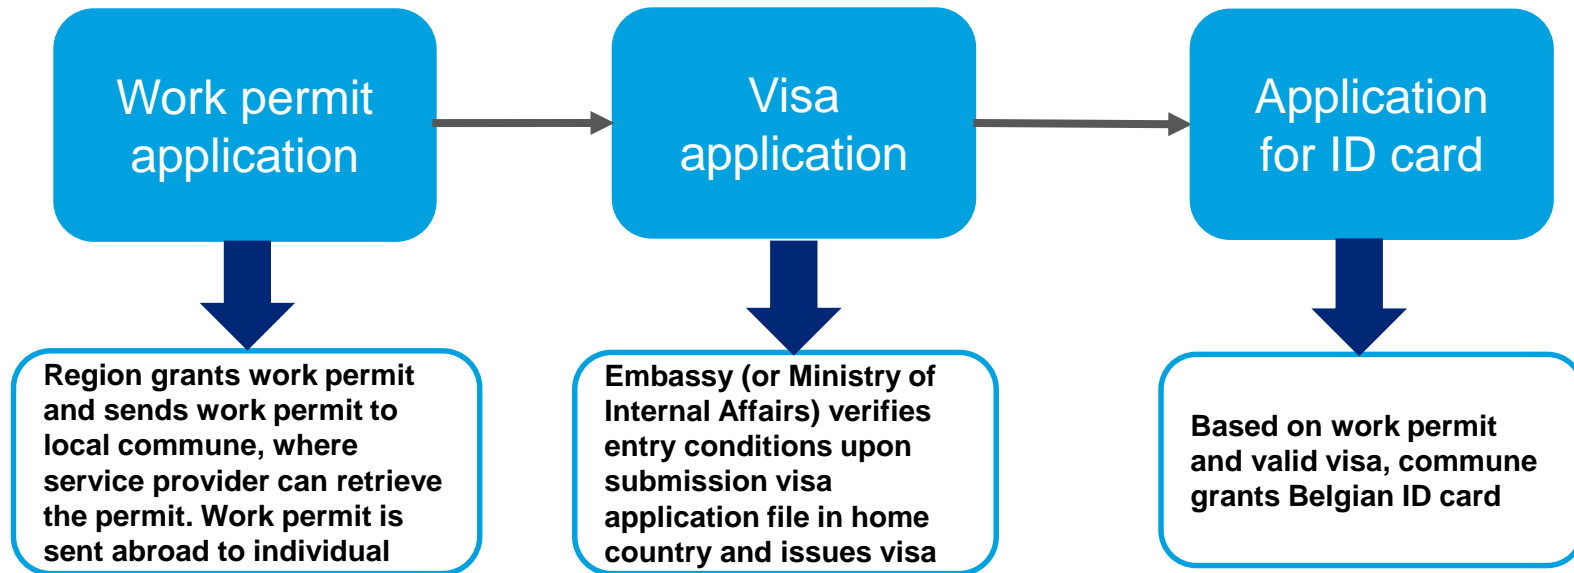 Work permit
application
Visa
application
Application
for ID card
Region grants work permit
and sends work permit to
local commune, where
service provider can retrieve
the permit. Work permit is
sent abroad to individual
Embassy (or Ministry of
Internal Affairs) verifies
entry conditions upon
submission visa
application file in home
country and issues visa
Based on work permit
and valid visa, commune
grants Belgian ID card